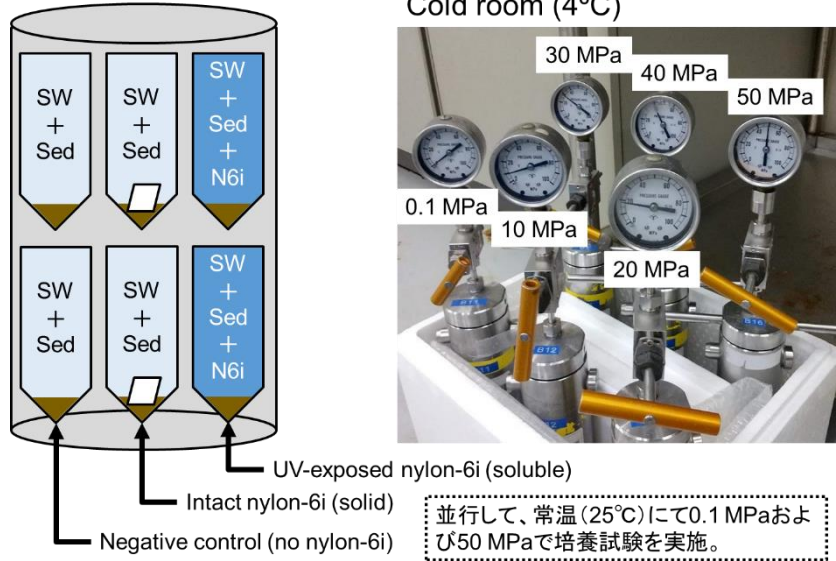 Cold room (4℃)
SW
+
Sed
SW
+
Sed
SW
+
Sed
+
N6i
SW
+
Sed
SW
+
Sed
SW
+
Sed
+
N6i
30 MPa
40 MPa
50 MPa
0.1 MPa
10 MPa
20 MPa
B11
B12
B16
UV-exposed nylon-6i (soluble)
Intact nylon-6i (solid)
Negative control (no nylon-6i)
並行して、常温(25℃)にて0.1 MPaおよ
び50 MPaで培養試験を実施。